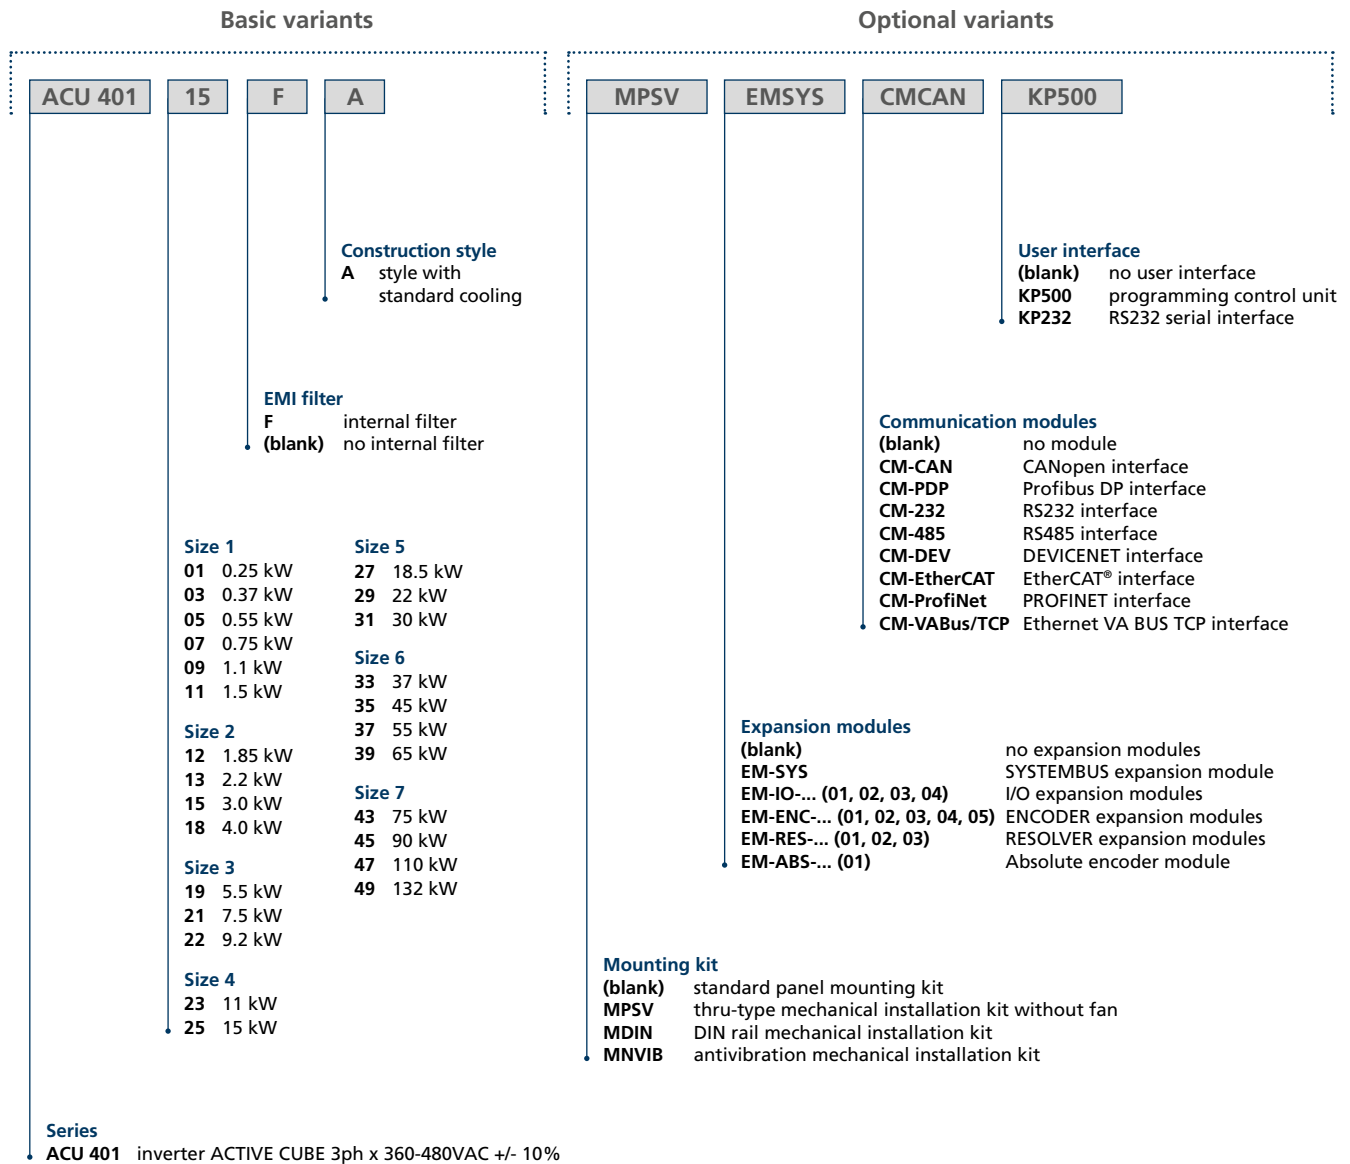 Basic variants
Optional variants
ACU 401 15 F A
MPSV EMSYS CMCAN KP500
Construction style
A style with
standard cooling
User interface
(blank) no user interface
KP500 programming control unit
KP232 RS232 serial interface
EMI filter
F internal filter
(blank) no internal filter
Communication modules
(blank) no module
CM-CAN CANopen interface
CM-PDP Profibus DP interface
CM-232 RS232 interface
CM-485 RS485 interface
CM-DEV DEVICENET interface
CM-EtherCAT EtherCAT® interface
CM-ProfiNet PROFINET interface
CM-VABus/TCP Ethernet VA BUS TCP interface
Size 1
01 0.25 kW
03 0.37 kW
05 0.55 kW
07 0.75 kW
09 1.1 kW
11 1.5 kW
Size 2
12 1.85 kW
13 2.2 kW
15 3.0 kW
18 4.0 kW
Size 3
19 5.5 kW
21 7.5 kW
22 9.2 kW
Size 4
23 11 kW
25 15 kW
Size 5
27 18.5 kW
29 22 kW
31 30 kW
Size 6
33 37 kW
35 45 kW
37 55 kW
39 65 kW
Size 7
43 75 kW
45 90 kW
47 110 kW
49 132 kW
Expansion modules
(blank) no expansion modules
EM-SYS SYSTEMBUS expansion module
EM-IO-... (01, 02, 03, 04) I/O expansion modules
EM-ENC-... (01, 02, 03, 04, 05) ENCODER expansion modules
EM-RES-... (01, 02, 03) RESOLVER expansion modules
EM-ABS-... (01) Absolute encoder module
Mounting kit
(blank) standard panel mounting kit
MPSV thru-type mechanical installation kit without fan
MDIN DIN rail mechanical installation kit
MNVIB antivibration mechanical installation kit
Series
ACU 401 inverter ACTIVE CUBE 3ph x 360-480VAC +/- 10%